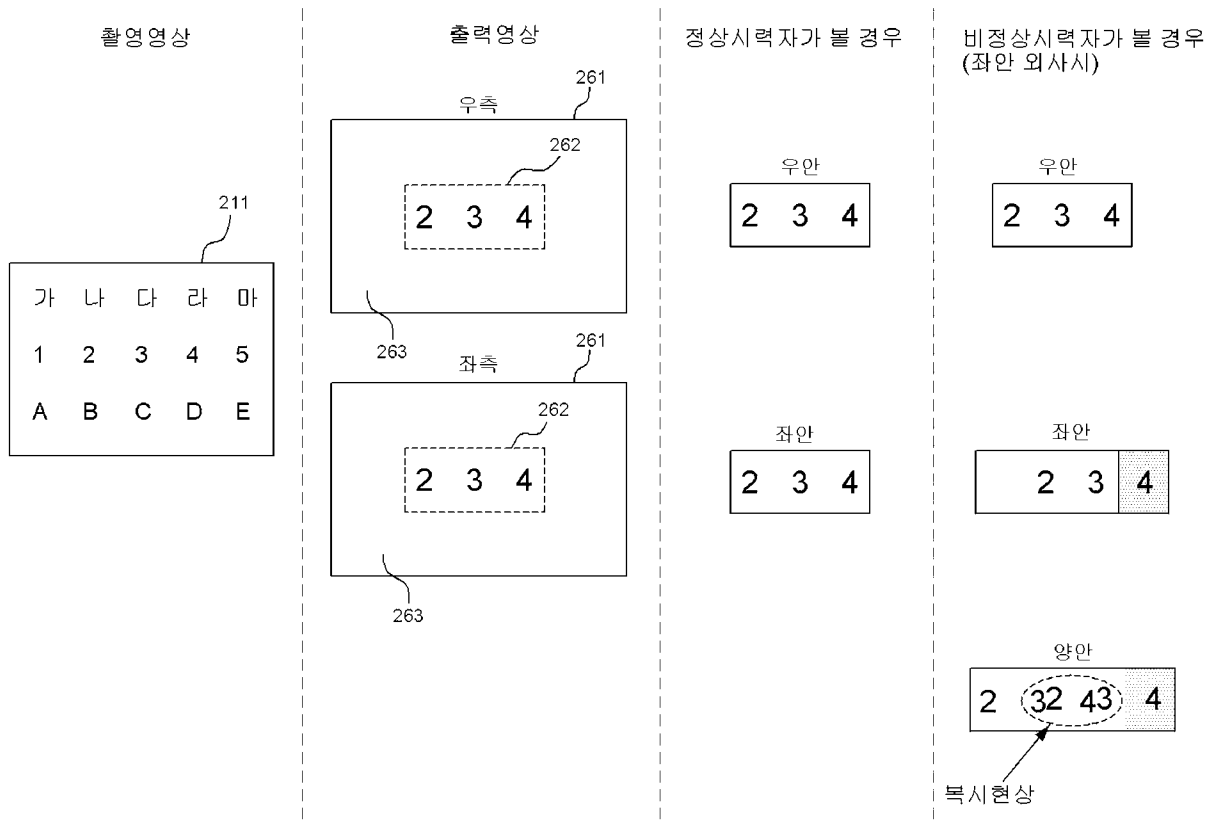 촬영영상
211
가 나 다 라 마
1 2 3 4 5
A B C D E
출력영상
우측
261
262
2 3 4
263
좌측
261
262
2 3 4
263
정상시력자가 볼 경우
우안
2 3 4
좌안
2 3 4
비정상시력자가 볼 경우
(좌안 외사시)
우안
2 3 4
좌안
2 3 4
양안
2 32 43 4
복시현상